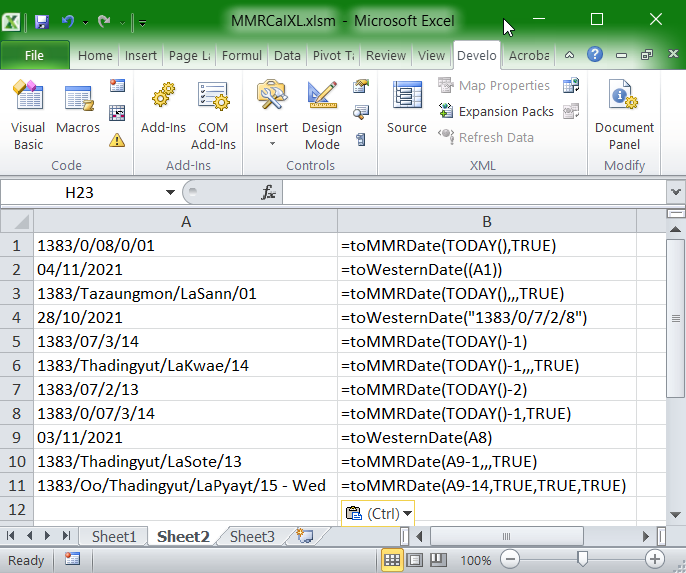 MMRCalXL.xlsm - Microsoft Excel
File Home Insert Page La Formul Data Pivot T Review View Develo Acroba
Visual Basic Macros Add-Ins COM Add-Ins Insert Design Mode Source Map Properties Expansion Packs Refresh Data Document Panel
Code Add-Ins Controls XML Modify
H23 fx
A B
1 1383/0/08/0/01 =toMMRDate(TODAY(),TRUE)
2 04/11/2021 =toWesternDate((A1))
3 1383/Tazaungmon/LaSann/01 =toMMRDate(TODAY(),,,TRUE)
4 28/10/2021 =toWesternDate("1383/0/7/2/8")
5 1383/07/3/14 =toMMRDate(TODAY()-1)
6 1383/Thadingyut/LaKwae/14 =toMMRDate(TODAY()-1,,,TRUE)
7 1383/07/2/13 =toMMRDate(TODAY()-2)
8 1383/0/07/3/14 =toMMRDate(TODAY()-1,TRUE)
9 03/11/2021 =toWesternDate(A8)
10 1383/Thadingyut/LaSote/13 =toMMRDate(A9-1,,,TRUE)
11 1383/Oo/Thadingyut/LaPyayt/15 - Wed =toMMRDate(A9-14,TRUE,TRUE,TRUE)
12 (Ctrl)
Sheet1 Sheet2 Sheet3
Ready 100%